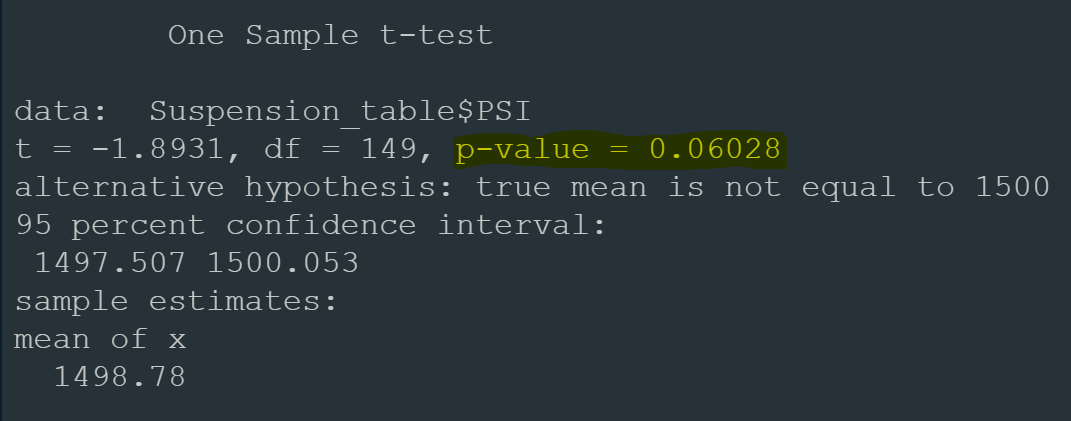 One Sample t-test
data:  Suspension_table$PSI
t = -1.8931, df = 149, p-value = 0.06028
alternative hypothesis: true mean is not equal to 1500
95 percent confidence interval:
 1497.507 1500.053
sample estimates:
mean of x
  1498.78